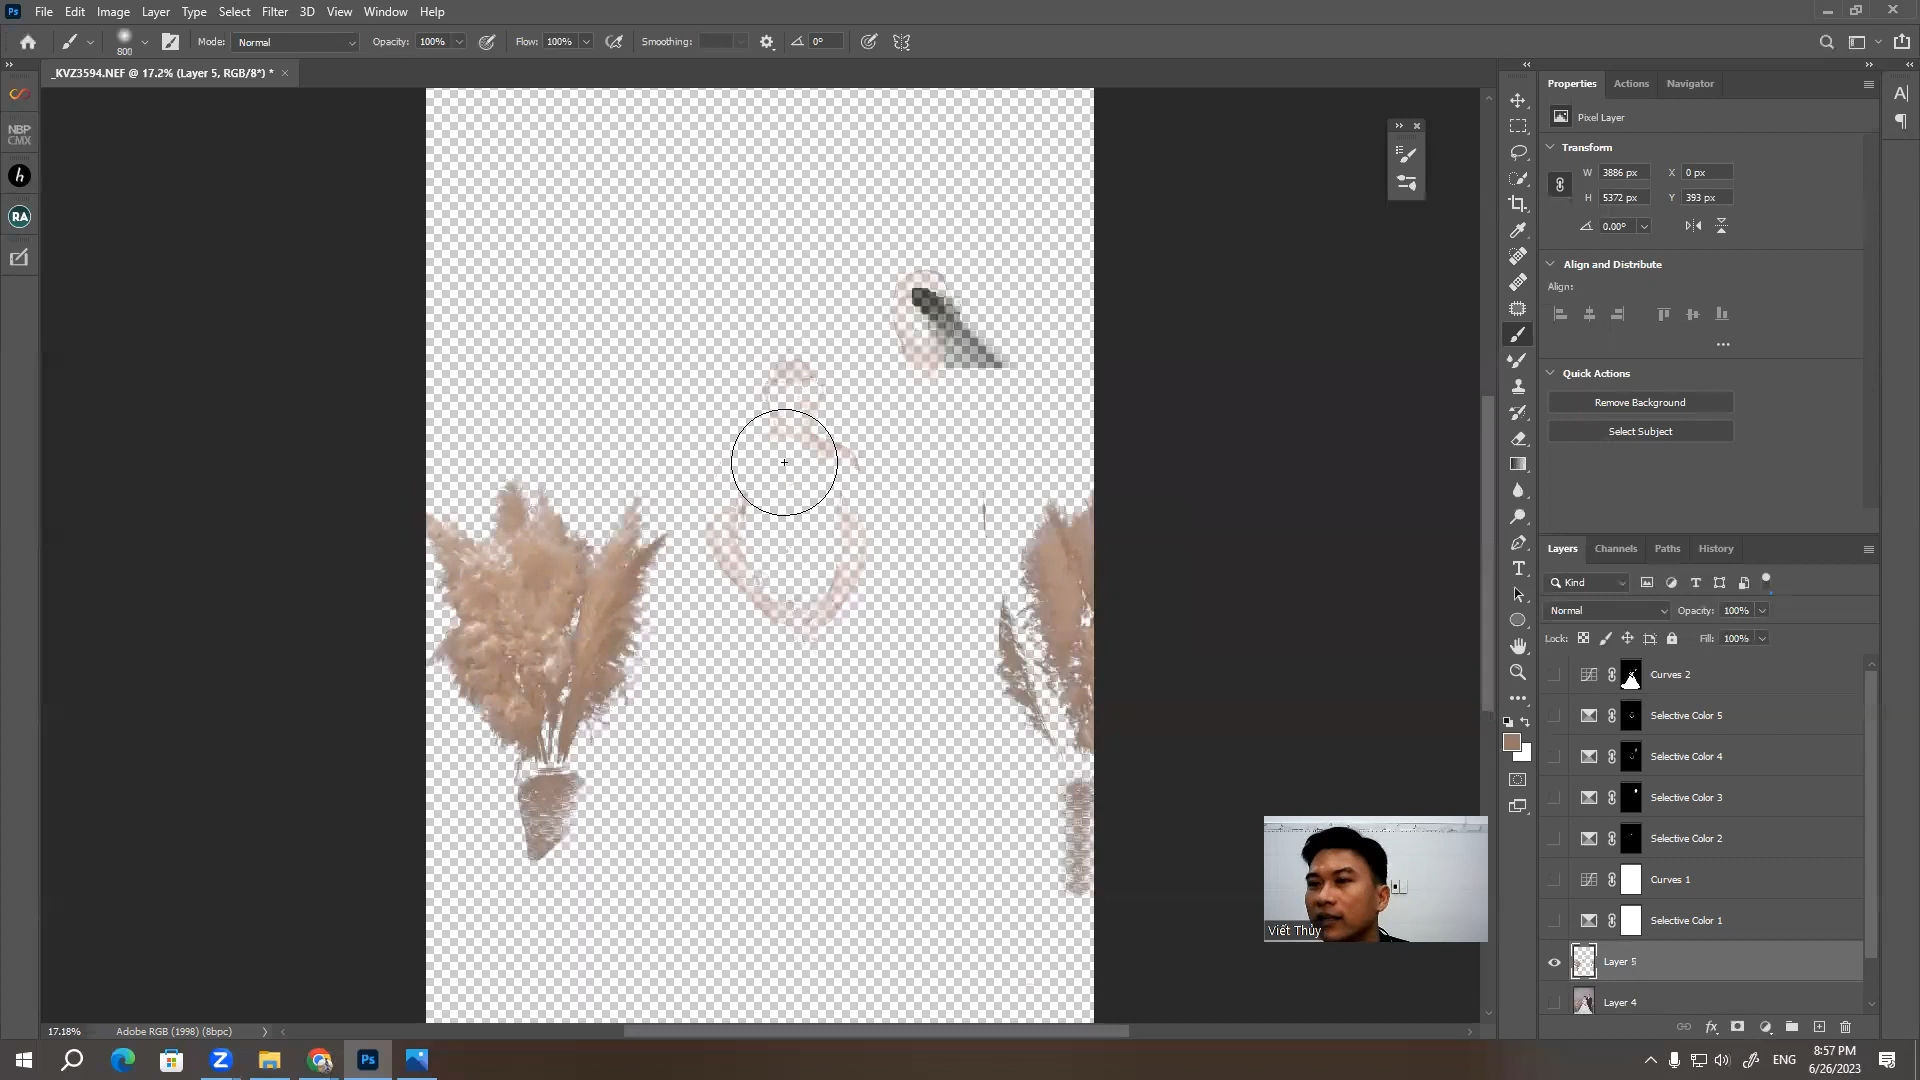 Ps File Edit Image Layer Type Select Filter 3D View Window Help
800 Mode: Normal Opacity: 100% Flow: 100% Smoothing: 0°
_KVZ3594.NEF @ 17.2% (Layer 5, RGB/8*) * ×
NBP
CMX
h
RA
Properties Actions Navigator
Pixel Layer
Transform
W 3886 px X 0 px
H 5372 px Y 393 px
0.00°
Align and Distribute
Align:
Quick Actions
Remove Background
Select Subject
Layers Channels Paths History
Kind
Normal Opacity: 100%
Lock: Fill: 100%
Curves 2
Selective Color 5
Selective Color 4
Selective Color 3
Selective Color 2
Curves 1
Selective Color 1
Layer 5
Layer 4
Viết Thủy
17.18% Adobe RGB (1998) (8bpc)
ENG
8:57 PM
6/26/2023